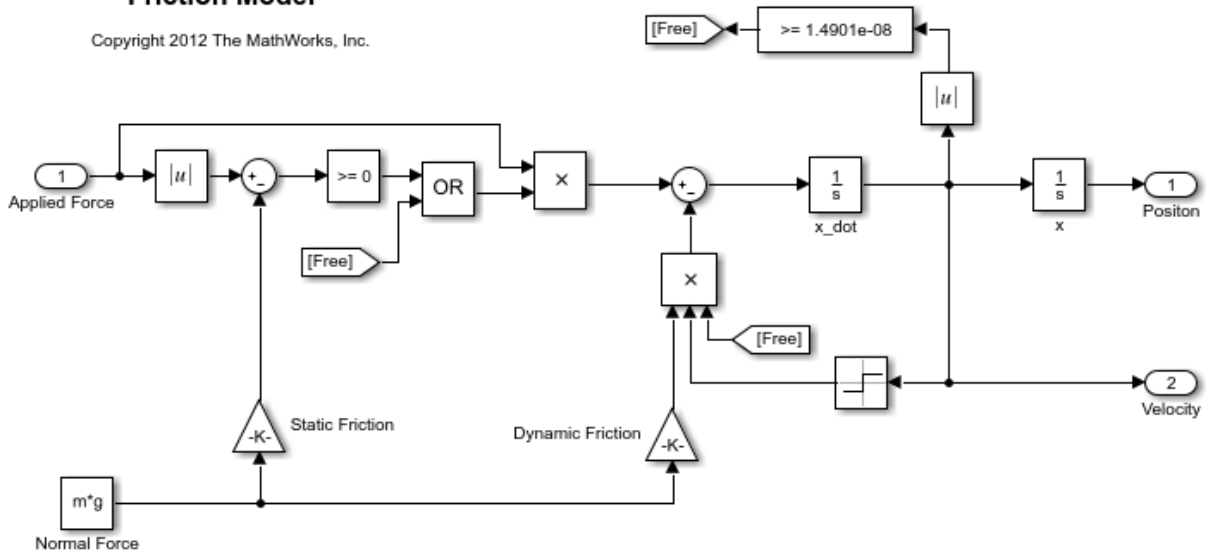 Friction Model
Copyright 2012 The MathWorks, Inc.
[Free]
>= 1.4901e-08
|u|
1
Applied Force
|u|
+
-
>= 0
OR
×
[Free]
+
-
1
s
x_dot
1
s
x
1
Positon
×
[Free]
2
Velocity
Static Friction
-K-
Dynamic Friction
-K-
m*g
Normal Force